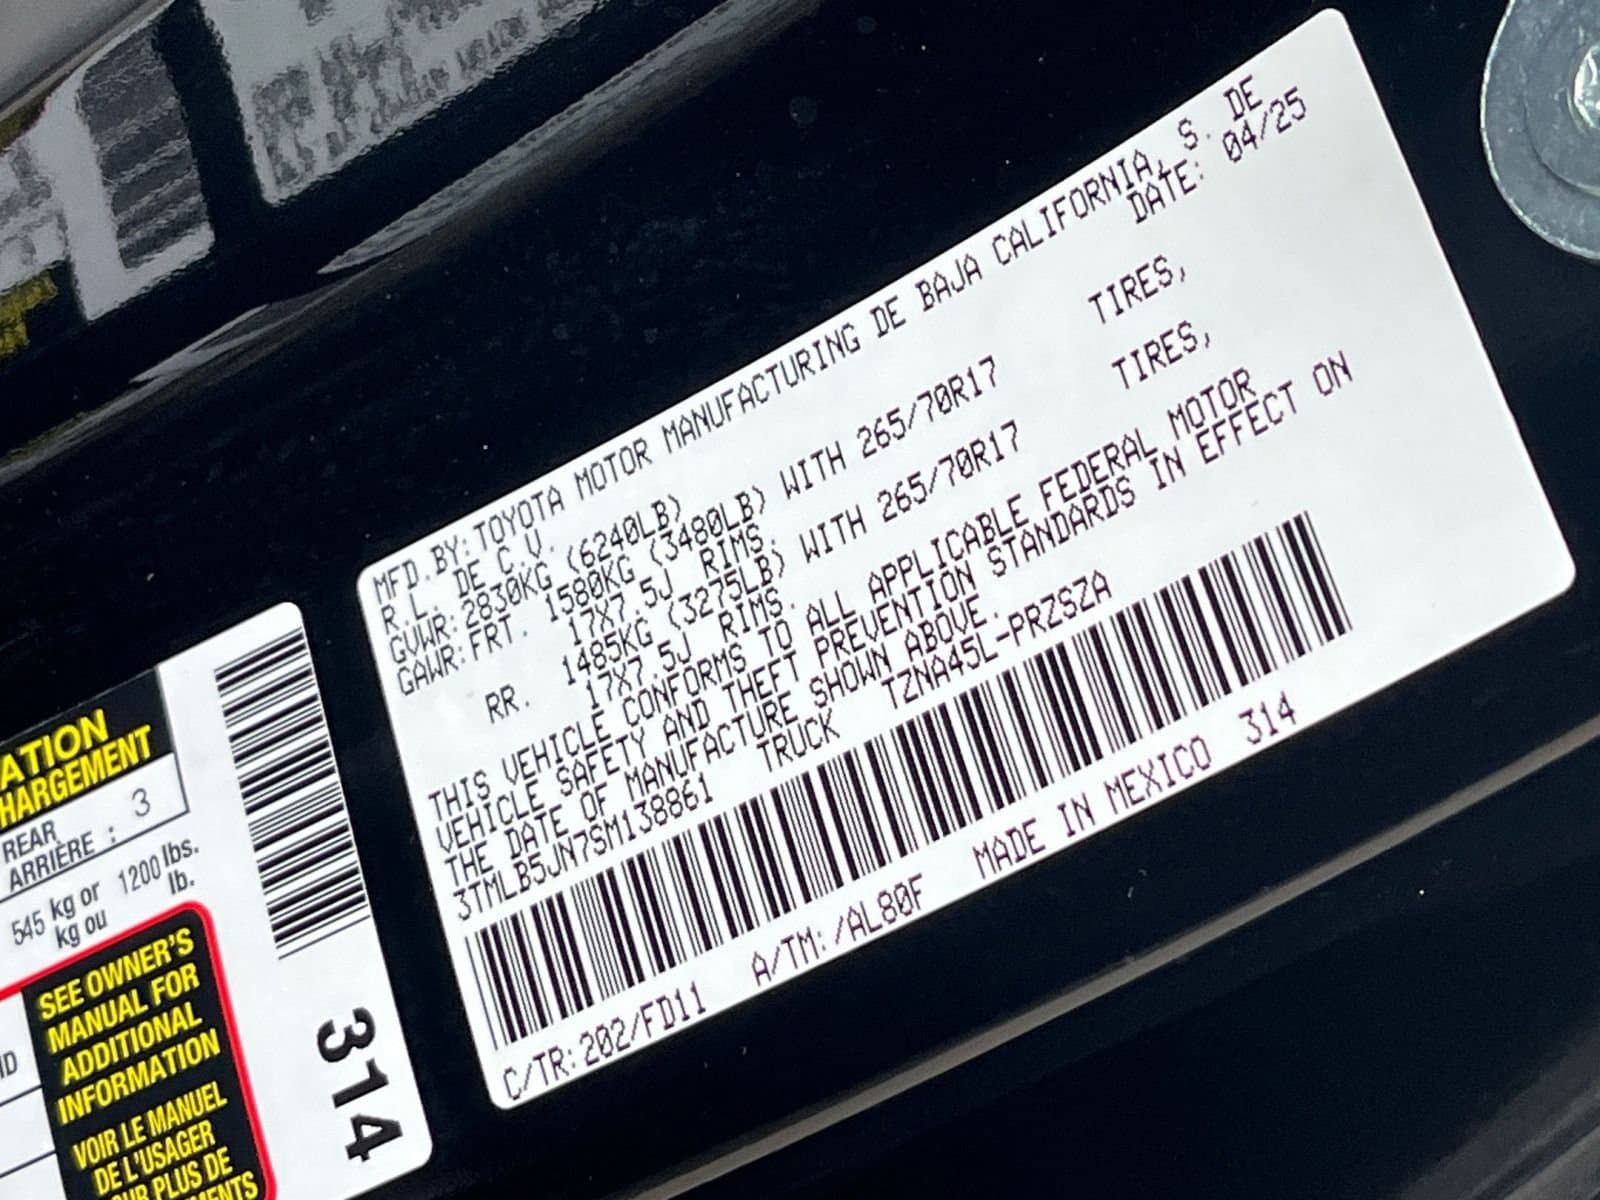 MFD.BY: TOYOTA MOTOR MANUFACTURING DE BAJA CALIFORNIA, S. DE
R.L. DE C.V. DATE: 04/25
GVWR: 2830KG (6240LB)
GAWR: FRT. 1580KG (3480LB) WITH 265/70R17 TIRES,
17X7.5J RIMS.
RR. 1485KG (3275LB) WITH 265/70R17 TIRES,
17X7.5J RIMS.
THIS VEHICLE CONFORMS TO ALL APPLICABLE FEDERAL MOTOR
VEHICLE SAFETY AND THEFT PREVENTION STANDARDS IN EFFECT ON
THE DATE OF MANUFACTURE SHOWN ABOVE.
3TMLB5JN7SM138861 TRUCK TZNA45L-PRZSZA
C/TR: 202/FD11 A/TM: /AL80F MADE IN MEXICO 314
ATION
HARGEMENT
REAR
ARRIÈRE : 3
545 kg or 1200 lbs.
kg ou lb.
SEE OWNER'S
MANUAL FOR
ADDITIONAL
INFORMATION
VOIR LE MANUEL
DE L'USAGER
PLUS DE
314